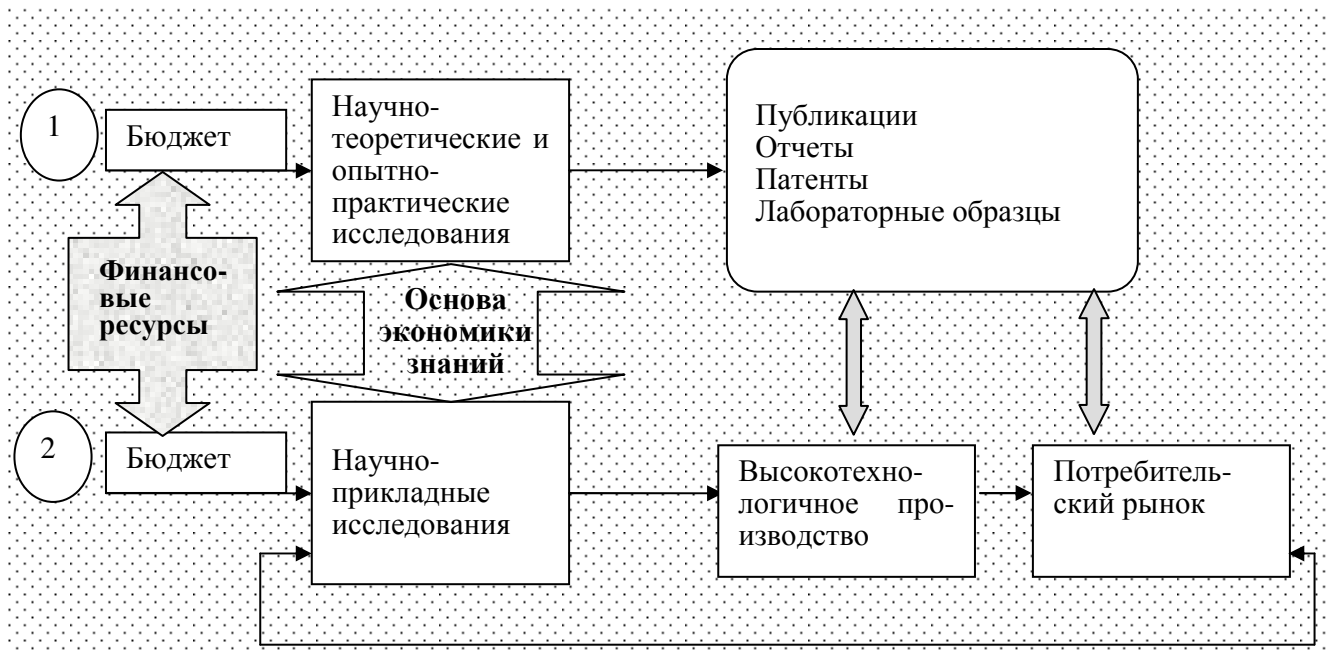 1
Бюджет
Научно-
теоретические и
опытно-
практические
исследования
Публикации
Отчеты
Патенты
Лабораторные образцы
Финансо-
вые
ресурсы
Основа
экономики
знаний
2
Бюджет
Научно-
прикладные
исследования
Высокотехно-
логичное про-
изводство
Потребитель-
ский рынок